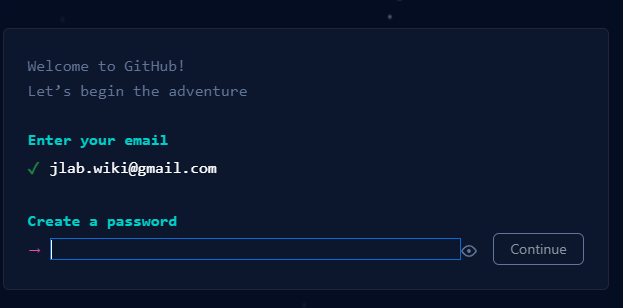 Welcome to GitHub!
Let’s begin the adventure
Enter your email
✓ jlab.wiki@gmail.com
Create a password
→
Continue